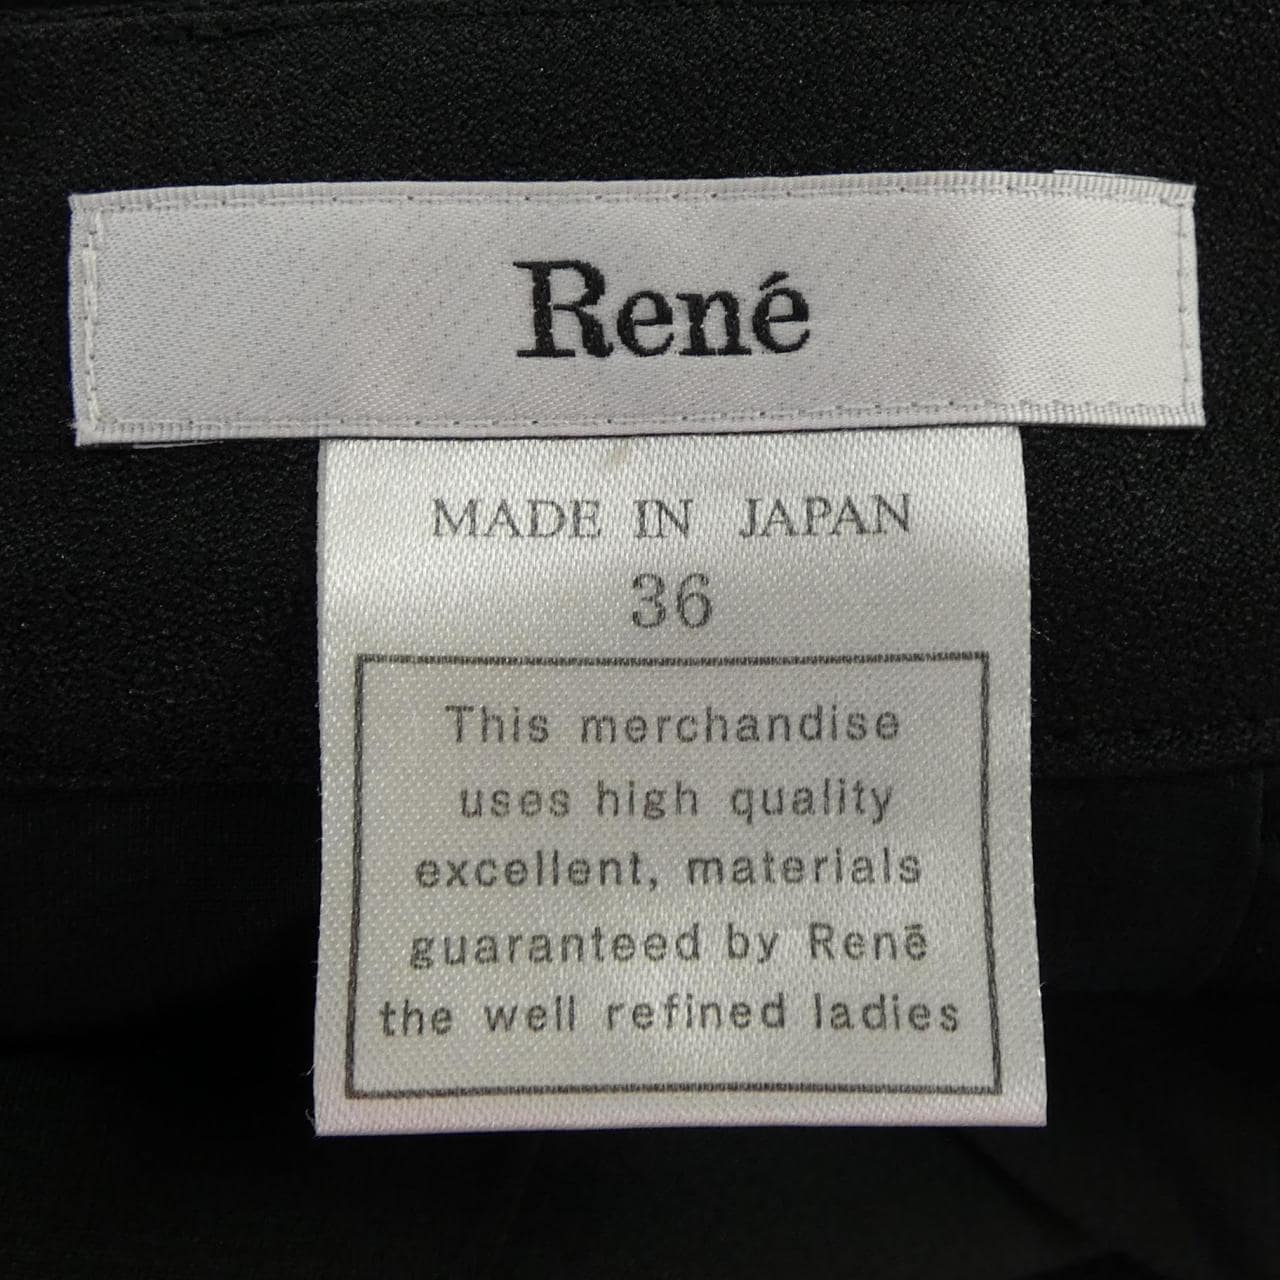 René
MADE IN JAPAN
36
This merchandise
uses high quality
excellent, materials
guaranteed by Renē
the well refined ladies